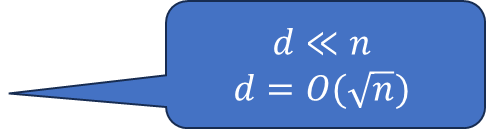 d ≪ n
d = O(√n)